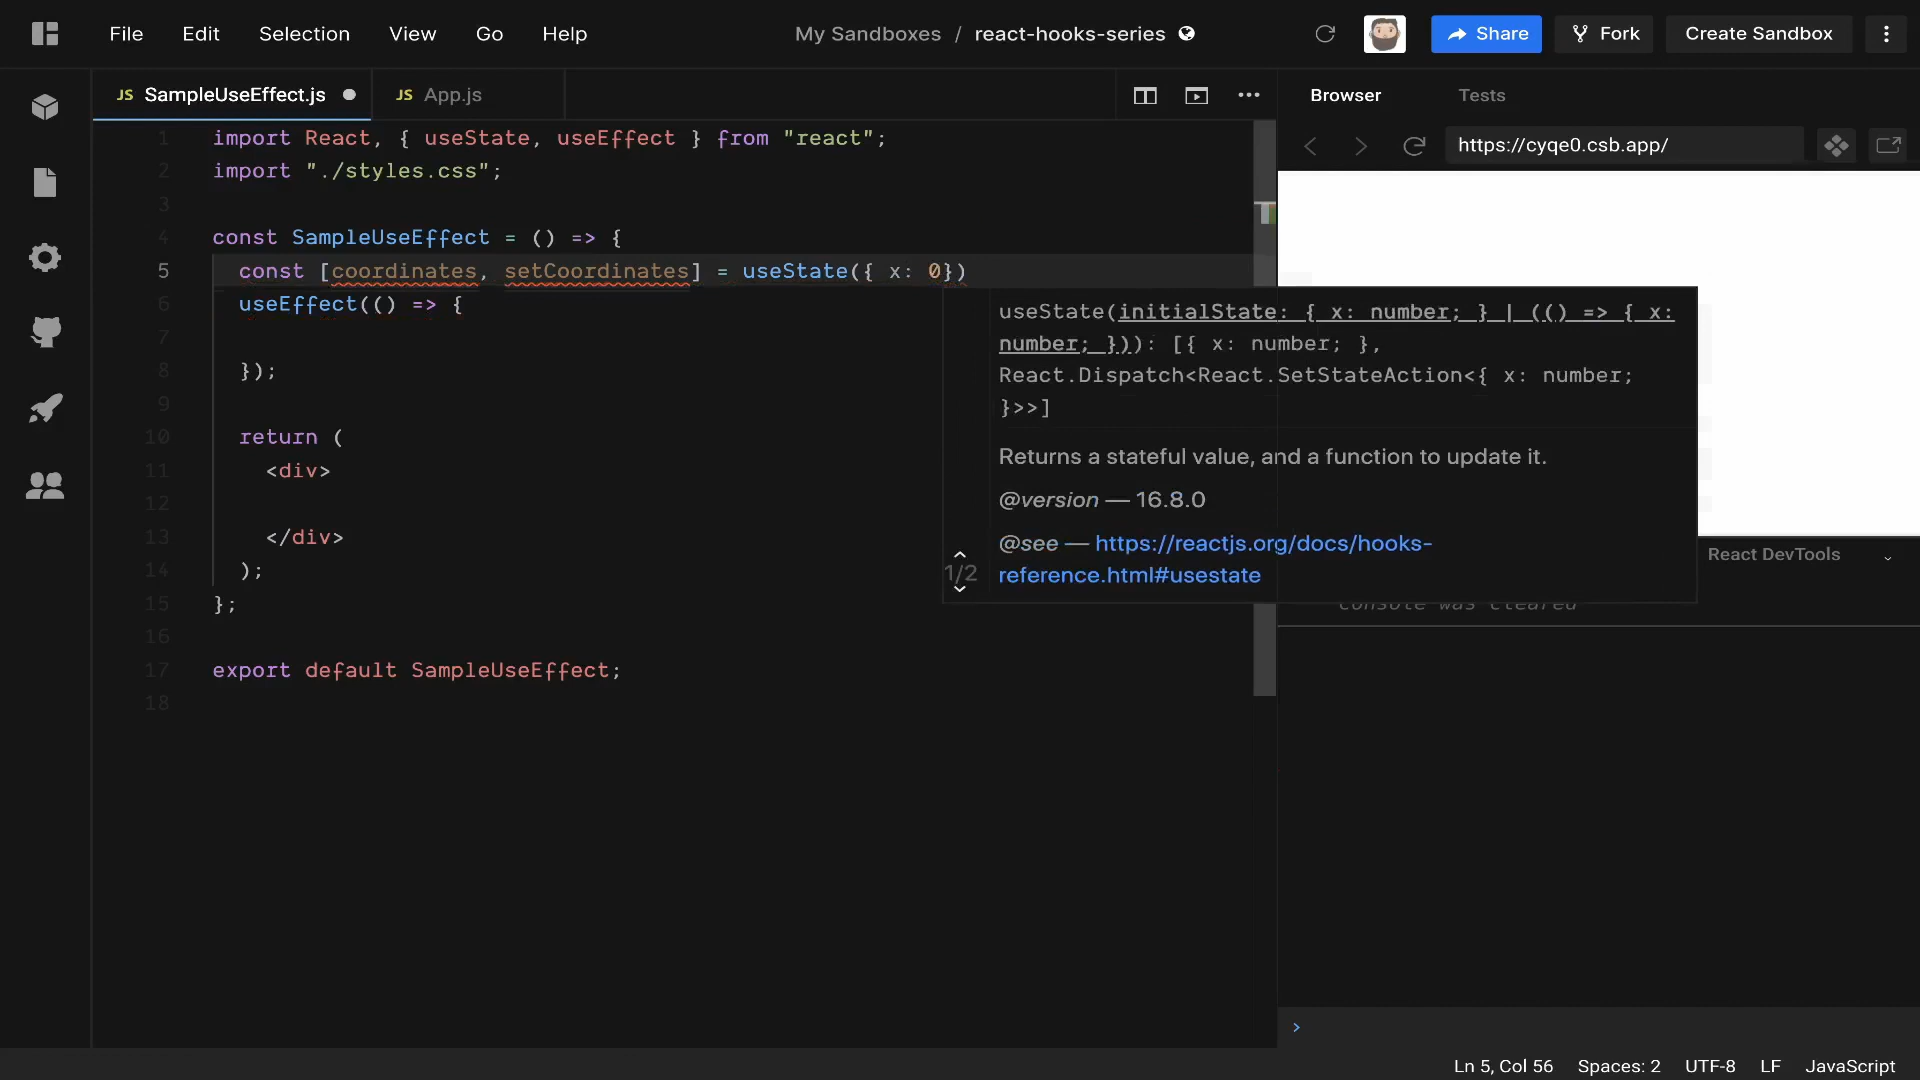 File Edit Selection View Go Help
My Sandboxes / react-hooks-series
Share Fork Create Sandbox
JS SampleUseEffect.js
JS App.js
Browser Tests
https://cyqe0.csb.app/
1 import React, { useState, useEffect } from "react";
2 import "./styles.css";
3
4 const SampleUseEffect = () => {
5 const [coordinates, setCoordinates] = useState({ x: 0})
6 useEffect(() => {
7
8 });
9
10 return (
11 <div>
12
13 </div>
14 );
15 };
16
17 export default SampleUseEffect;
18
useState(initialState: { x: number; } | (() => { x:
number; })): [{ x: number; },
React.Dispatch<React.SetStateAction<{ x: number;
}>>]
Returns a stateful value, and a function to update it.
@version — 16.8.0
@see — https://reactjs.org/docs/hooks-
reference.html#usestate
1/2
React DevTools
Console was cleared
Ln 5, Col 56 Spaces: 2 UTF-8 LF JavaScript